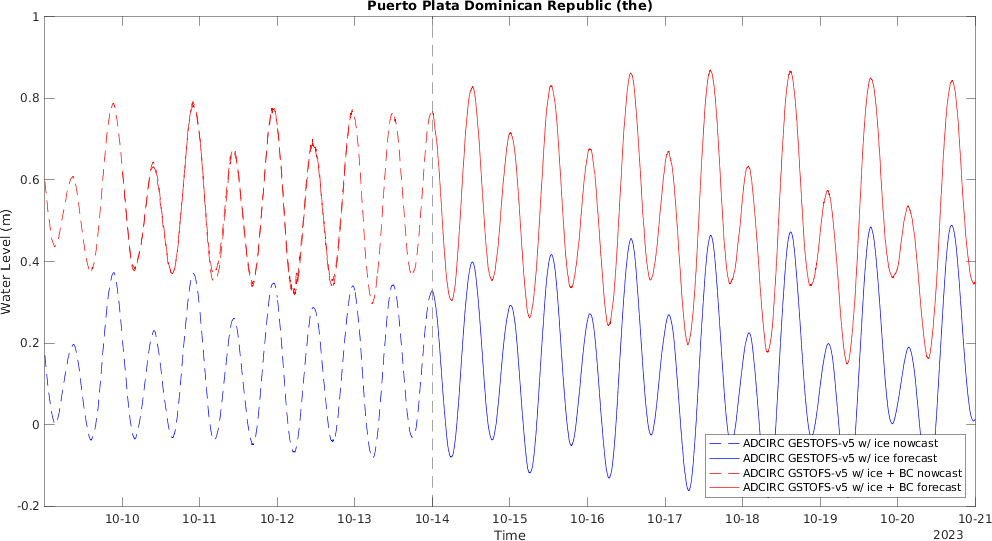 Puerto Plata Dominican Republic (the)
1
0.8
0.6
0.4
0.2
0
-0.2
Water Level (m)
10-10 10-11 10-12 10-13 10-14 10-15 10-16 10-17 10-18 10-19 10-20 10-21
Time
2023
ADCIRC GESTOFS-v5 w/ ice nowcast
ADCIRC GESTOFS-v5 w/ ice forecast
ADCIRC GSTOFS-v5 w/ ice + BC nowcast
ADCIRC GSTOFS-v5 w/ ice + BC forecast